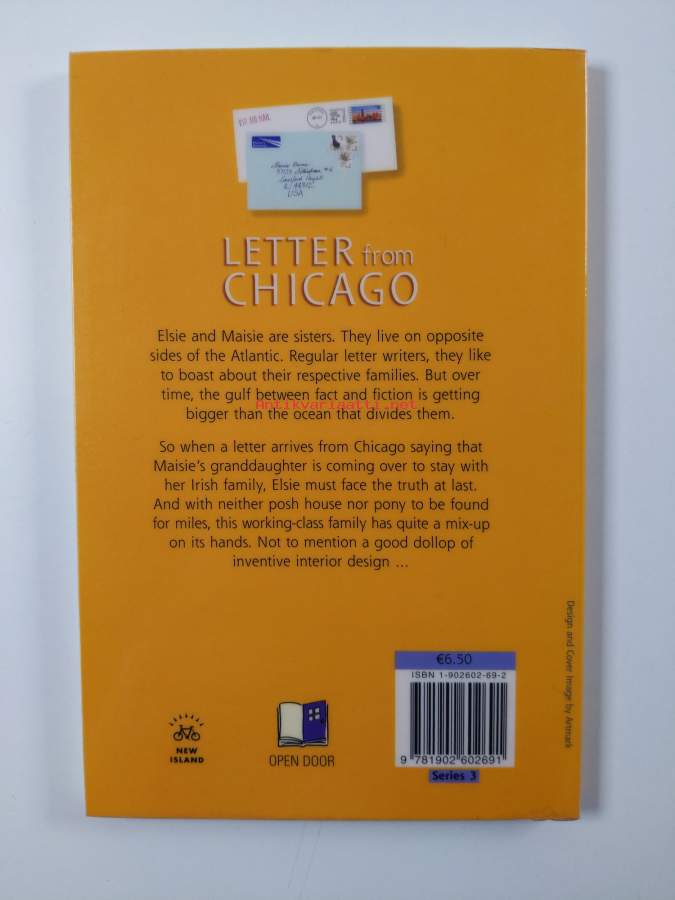 LETTER from
CHICAGO
Elsie and Maisie are sisters. They live on opposite
sides of the Atlantic. Regular letter writers, they like
to boast about their respective families. But over
time, the gulf between fact and fiction is getting
Antikvariaatti.net
bigger than the ocean that divides them.
So when a letter arrives from Chicago saying that
Maisie's granddaughter is coming over to stay with
her Irish family, Elsie must face the truth at last.
And with neither posh house nor pony to be found
for miles, this working-class family has quite a mix-up
on its hands. Not to mention a good dollop of
inventive interior design ...
Design and Cover Image by Artmark
€6.50
ISBN 1-902602-69-2
9 781902 602691
Series 3
NEW
ISLAND
OPEN DOOR
USA